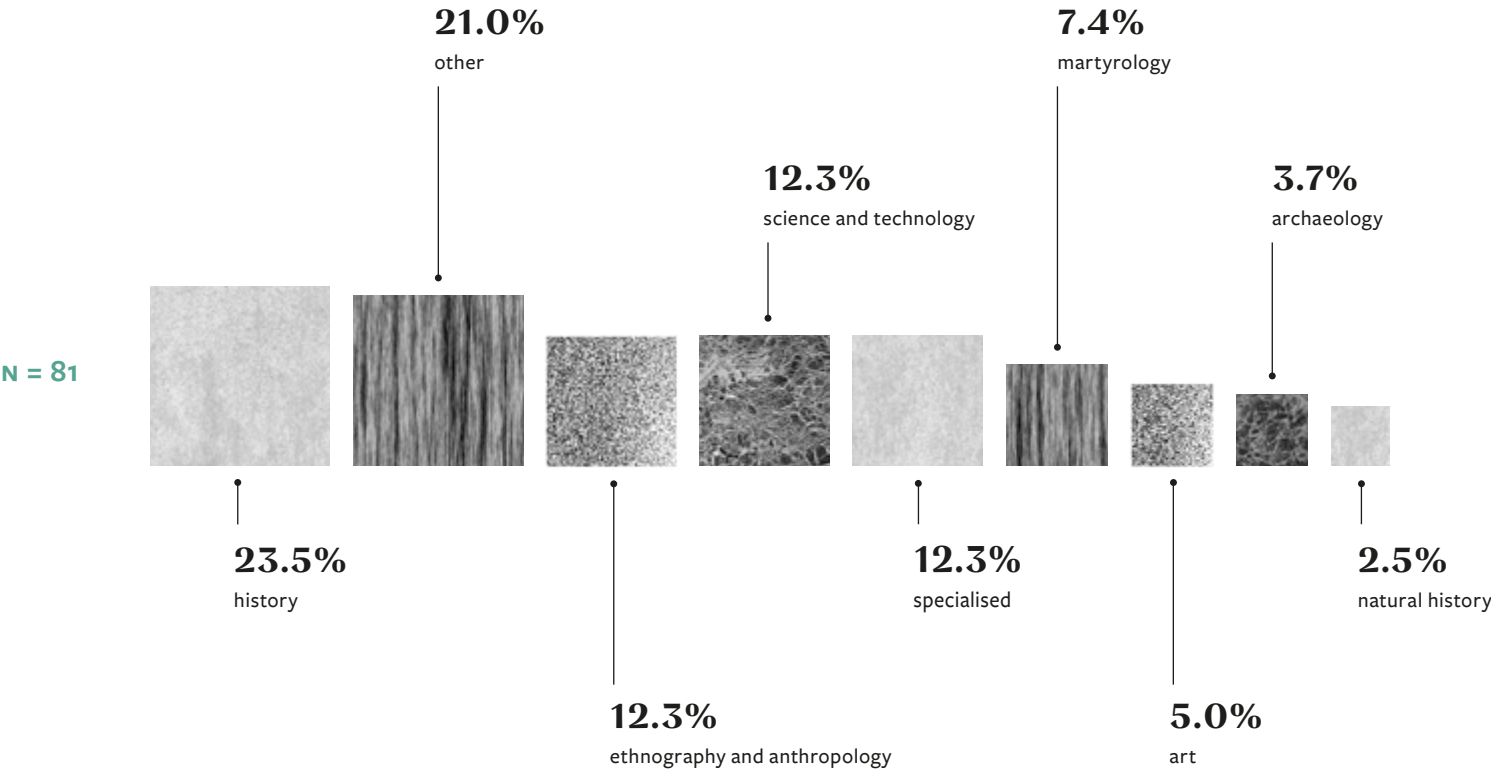 21.0%
other
7.4%
martyrology
12.3%
science and technology
3.7%
archaeology
N = 81
23.5%
history
12.3%
specialised
2.5%
natural history
12.3%
ethnography and anthropology
5.0%
art